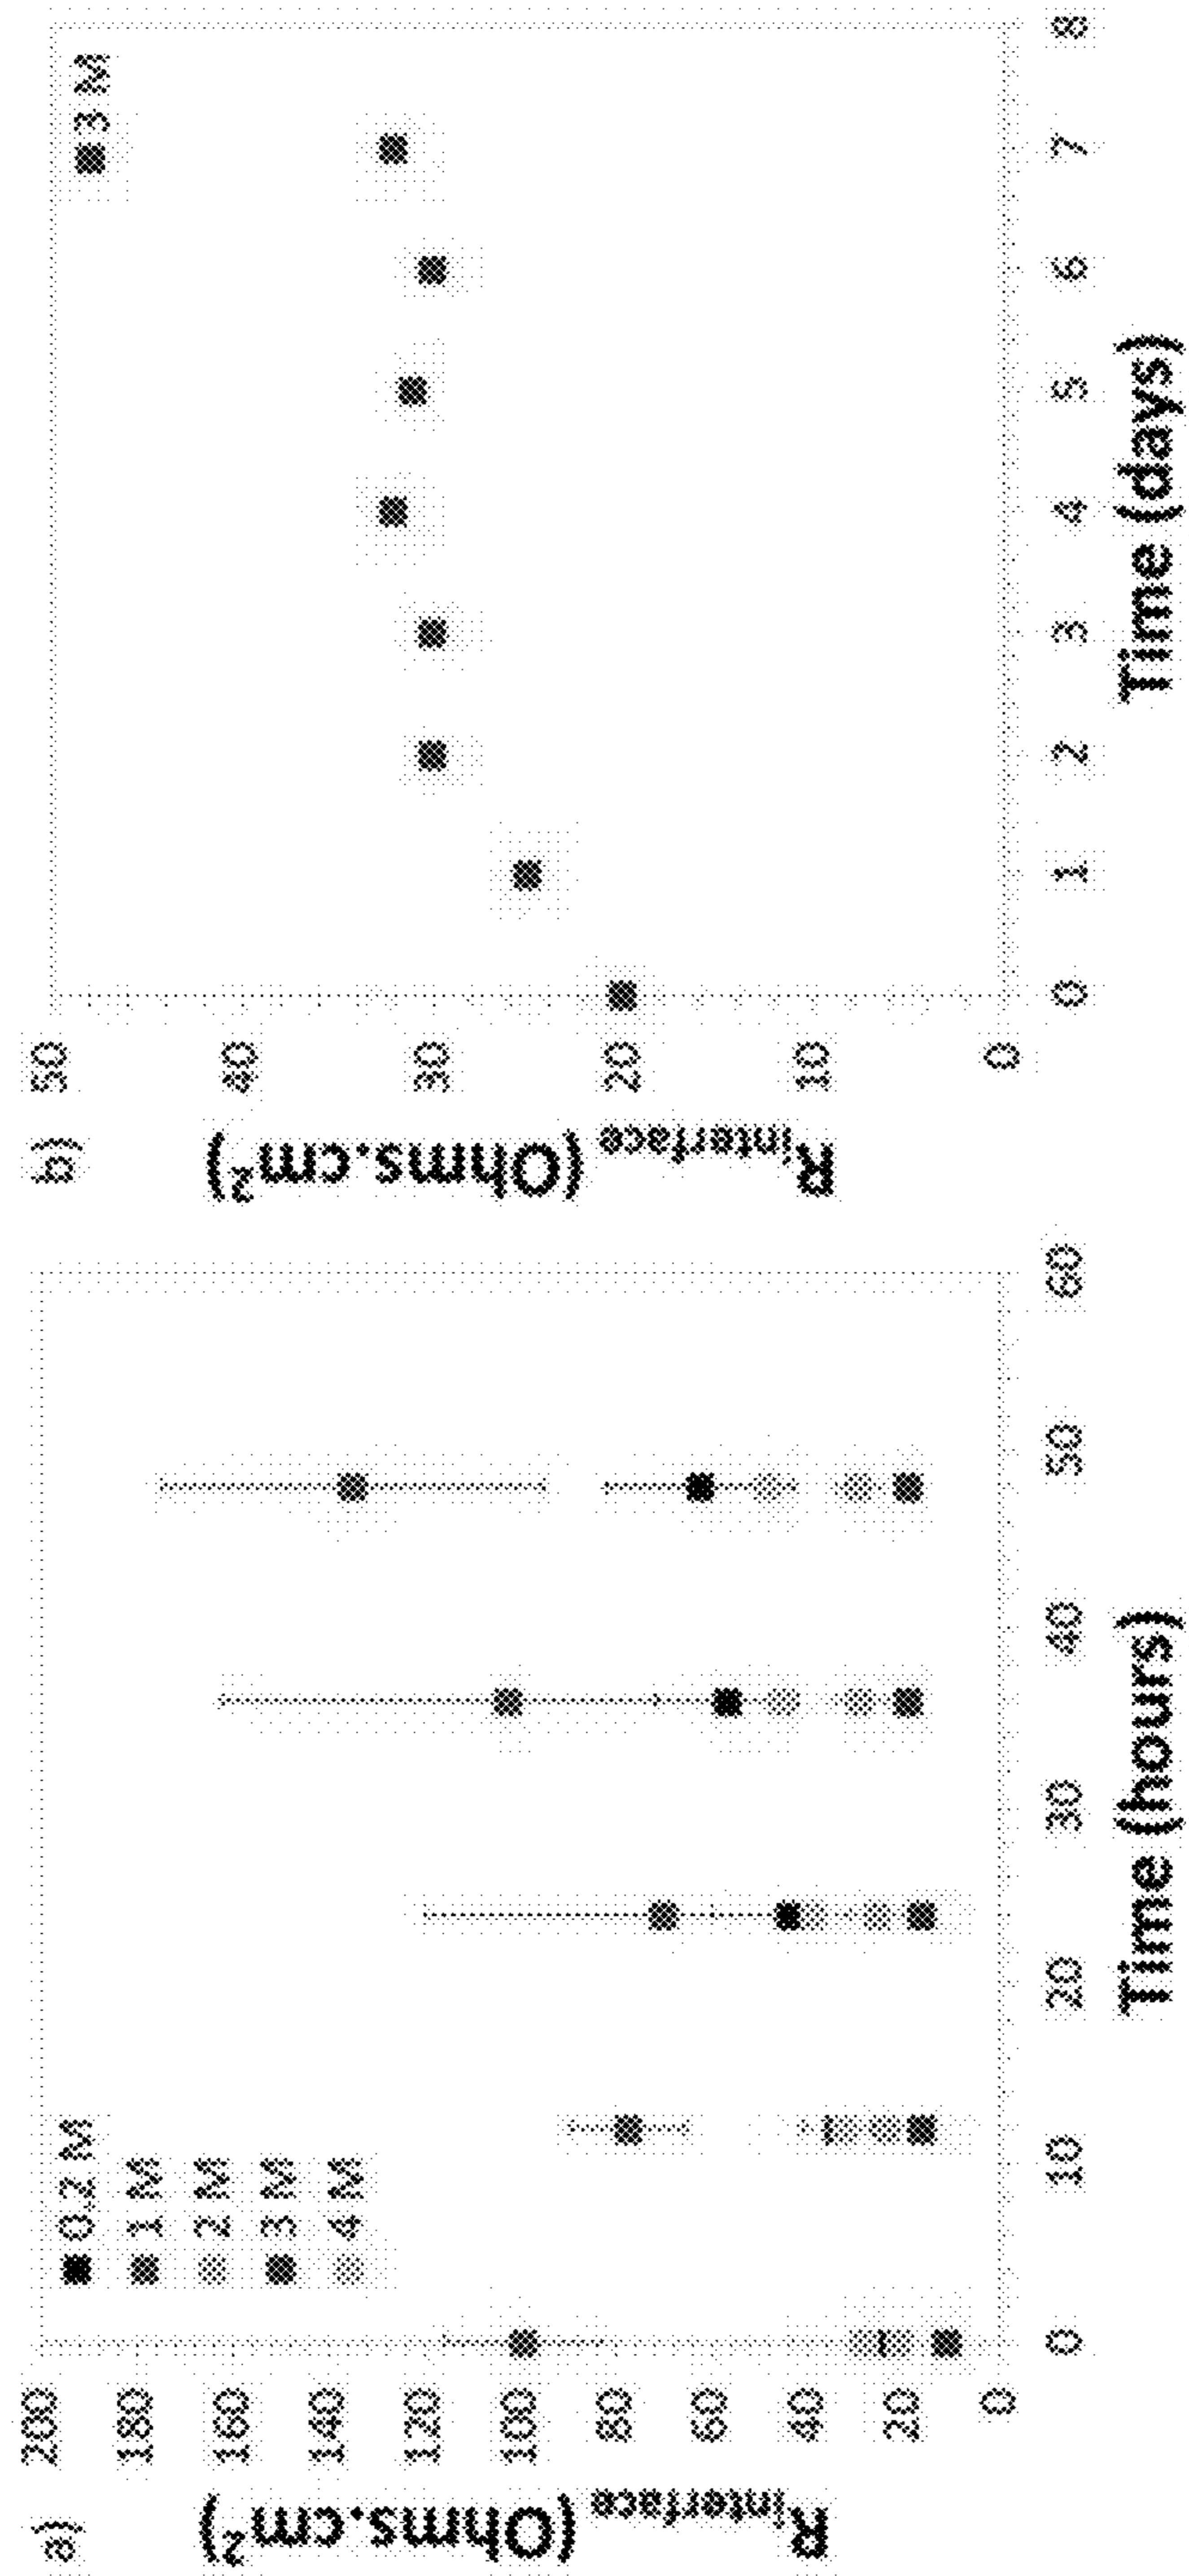 a)
R interface (Ohms.cm²)
200
180
160
140
120
100
80
60
40
20
0
0.2 M
1 M
2 M
3 M
4 M
0 10 20 30 40 50 60
Time (hours)
b)
R interface (Ohms.cm²)
50
40
30
20
10
0
3 M
0 1 2 3 4 5 6 7 8
Time (days)